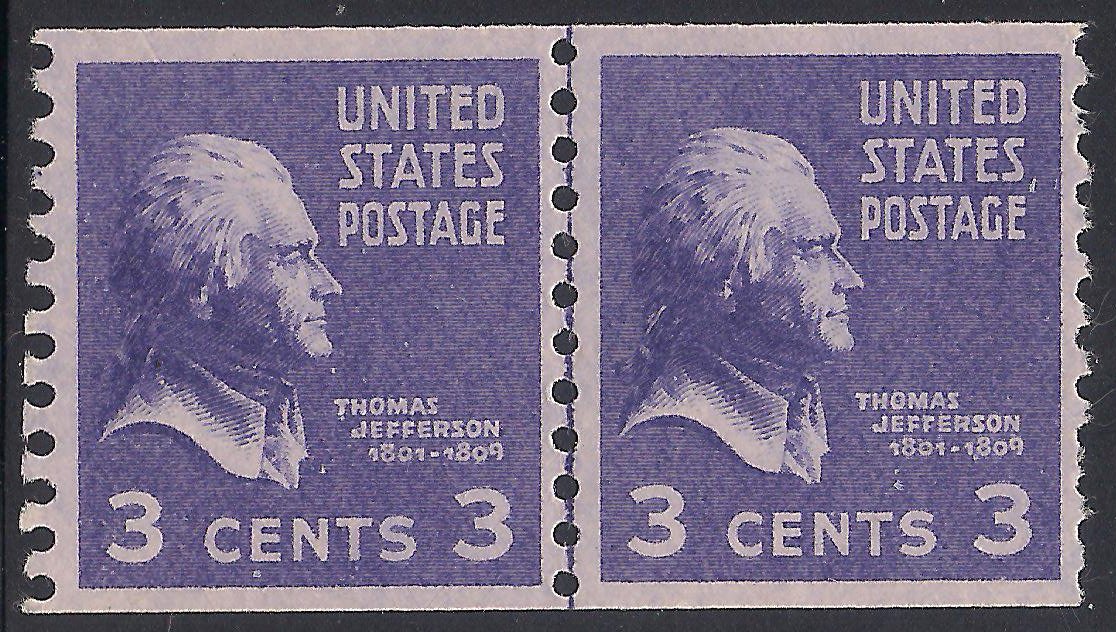 UNITED
STATES
POSTAGE
THOMAS
JEFFERSON
1801-1809
3 CENTS 3
UNITED
STATES
POSTAGE
THOMAS
JEFFERSON
1801-1809
3 CENTS 3